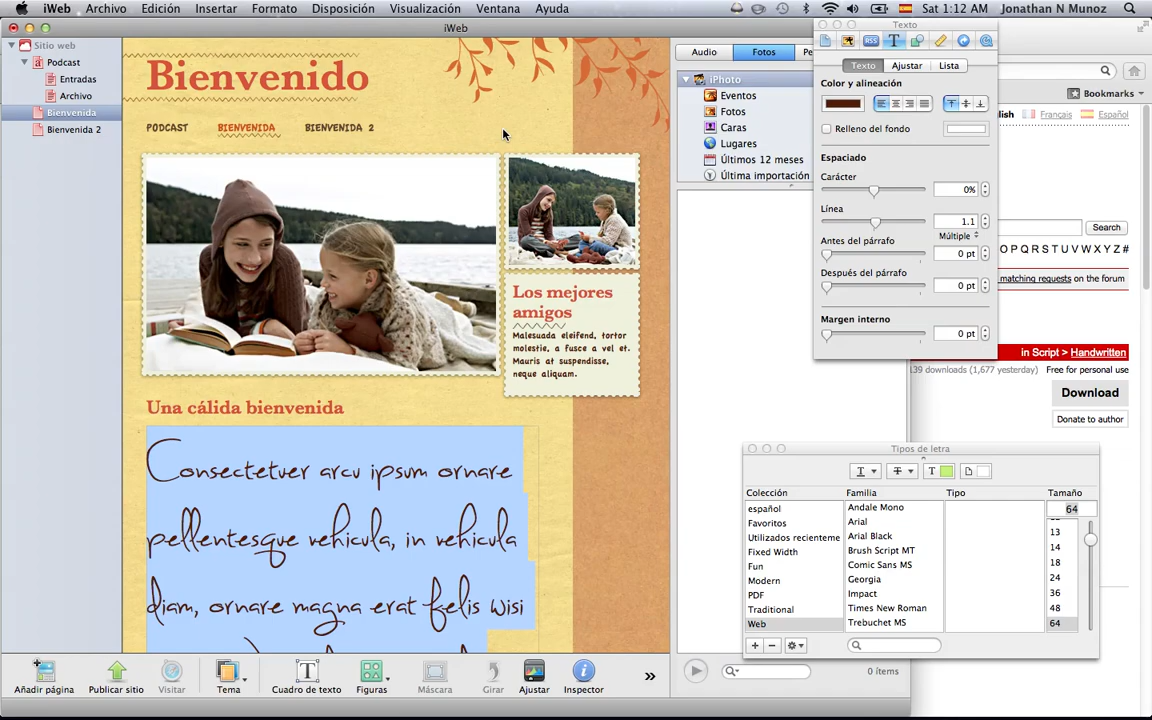 iWeb Archivo Edición Insertar Formato Disposición Visualización Ventana Ayuda Sat 1:12 AM Jonathan N Munoz
iWeb
Sitio web
Podcast
Entradas
Archivo
Bienvenida
Bienvenida 2
Bienvenido
PODCAST BIENVENIDA BIENVENIDA 2
Los mejores
amigos
Malesuada eleifend, tortor
molestie, a fusce a vel et.
Mauris at suspendisse,
neque aliquam.
Una cálida bienvenida
Consectetuer arcu ipsum ornare
pellentesque vehicula, in vehicula
diam, ornare magna erat felis wisi
Añadir página
Publicar sitio
Visitar
Tema
Cuadro de texto
Figuras
Máscara
Girar
Ajustar
Inspector
»
Audio Fotos Pe
iPhoto
Eventos
Fotos
Caras
Lugares
Últimos 12 meses
Última importación
0 ítems
Texto
RSS T
Texto Ajustar Lista
Color y alineación
Relleno del fondo
Espaciado
Carácter
0%
Línea
1.1
Múltiple
Antes del párrafo
0 pt
Después del párrafo
0 pt
Margen interno
0 pt
Bookmarks
lish Français Español
Search
O P Q R S T U V W X Y Z #
matching requests on the forum
in Script > Handwritten
139 downloads (1,677 yesterday) Free for personal use
Download
Donate to author
Tipos de letra
T T T
Colección Familia Tipo Tamaño
español
Favoritos
Utilizados recienteme
Fixed Width
Fun
Modern
PDF
Traditional
Web
Andale Mono
Arial
Arial Black
Brush Script MT
Comic Sans MS
Georgia
Impact
Times New Roman
Trebuchet MS
64
13
14
18
24
36
48
64